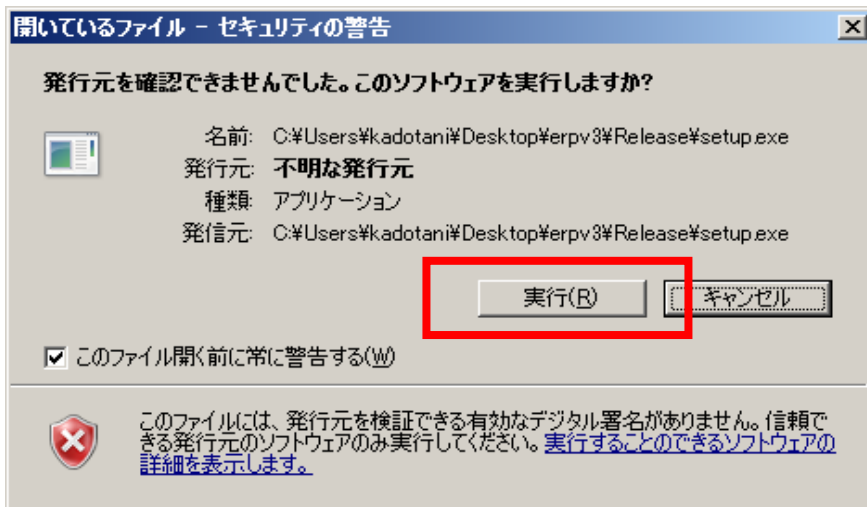 開いているファイル - セキュリティの警告
発行元を確認できませんでした。このソフトウェアを実行しますか?
名前: C:¥Users¥kadotani¥Desktop¥erpv3¥Release¥setup.exe
発行元: 不明な発行元
種類: アプリケーション
発信元: C:¥Users¥kadotani¥Desktop¥erpv3¥Release¥setup.exe
実行(R) キャンセル
このファイル開く前に常に警告する(W)
このファイルには、発行元を検証できる有効なデジタル署名がありません。信頼で
きる発行元のソフトウェアのみ実行してください。実行することのできるソフトウェアの
詳細を表示します。